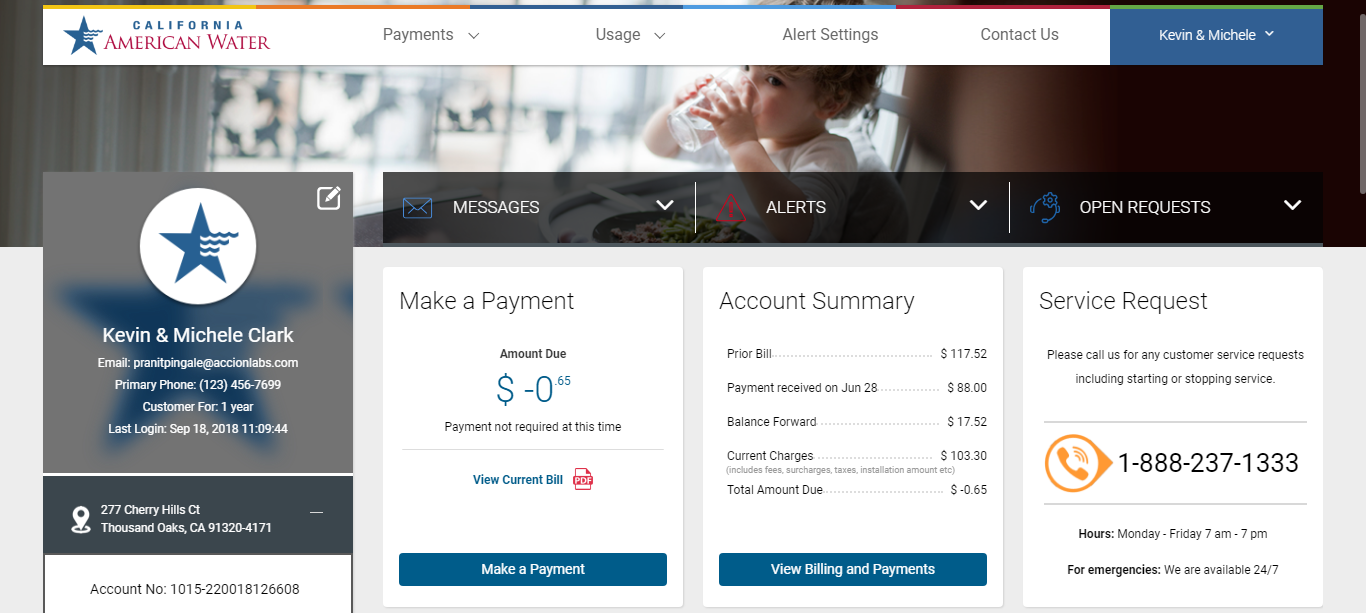 CALIFORNIA
AMERICAN WATER
Payments
Usage
Alert Settings
Contact Us
Kevin & Michele
MESSAGES
ALERTS
OPEN REQUESTS
Kevin & Michele Clark
Email: pranitpingale@accionlabs.com
Primary Phone: (123) 456-7699
Customer For: 1 year
Last Login: Sep 18, 2018 11:09:44
277 Cherry Hills Ct
Thousand Oaks, CA 91320-4171
Account No: 1015-220018126608
Make a Payment
Amount Due
$ -0.65
Payment not required at this time
View Current Bill PDF
Make a Payment
Account Summary
Prior Bill $ 117.52
Payment received on Jun 28 $ 88.00
Balance Forward $ 17.52
Current Charges $ 103.30
(includes fees, surcharges, taxes, installation amount etc)
Total Amount Due $ -0.65
View Billing and Payments
Service Request
Please call us for any customer service requests
including starting or stopping service.
1-888-237-1333
Hours: Monday - Friday 7 am - 7 pm
For emergencies: We are available 24/7